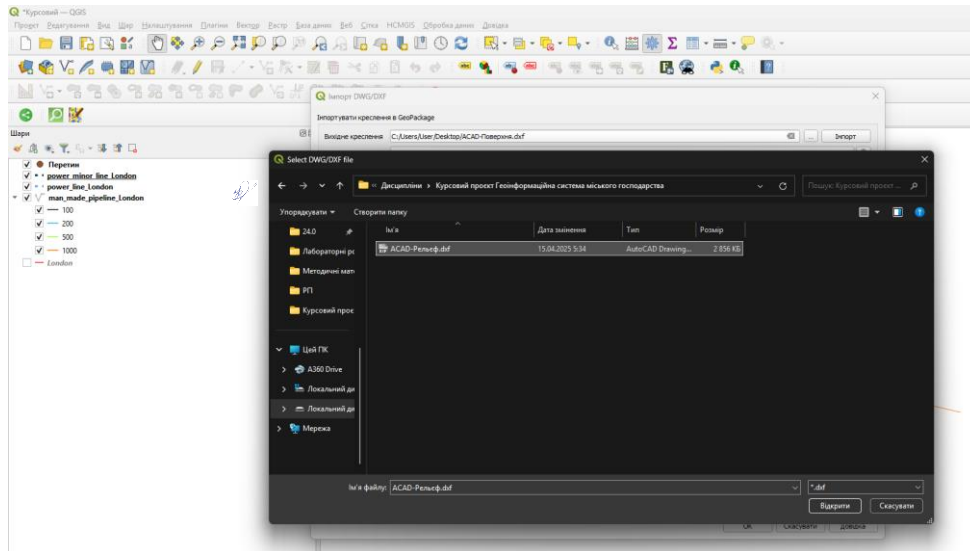 *Курсовий — QGIS
Проєкт Редагування Вид Шар Налаштування Плагіни Вектор Растр База даних Веб Сітка HCMGIS Обробка даних Довідка
Імпорт DWG/DXF
Імпортувати креслення в GeoPackage
Вихідне креслення C:/Users/User/Desktop/ACAD-Поверхня.dxf ... Імпорт
Шари
Перетин
power_minor_line_London
power_line_London
man_made_pipeline_London
100
200
500
1000
London
Select DWG/DXF file
« Дисципліни › Курсовий проєкт Геоінформаційна система міського господарства
Пошук: Курсовий проєкт ...
Упорядкувати Створити папку
Ім'я Дата змінення Тип Розмір
24.0
ACAD-Рельєф.dxf 15.04.2025 5:34 AutoCAD Drawing... 2 856 КБ
Лабораторні рс
Методичні мате
РП
Курсовий проє
Цей ПК
A360 Drive
Локальний ди
Локальний ди
Мережа
Ім'я файлу: ACAD-Рельєф.dxf *.dxf
Відкрити Скасувати
OK Скасувати Довідка